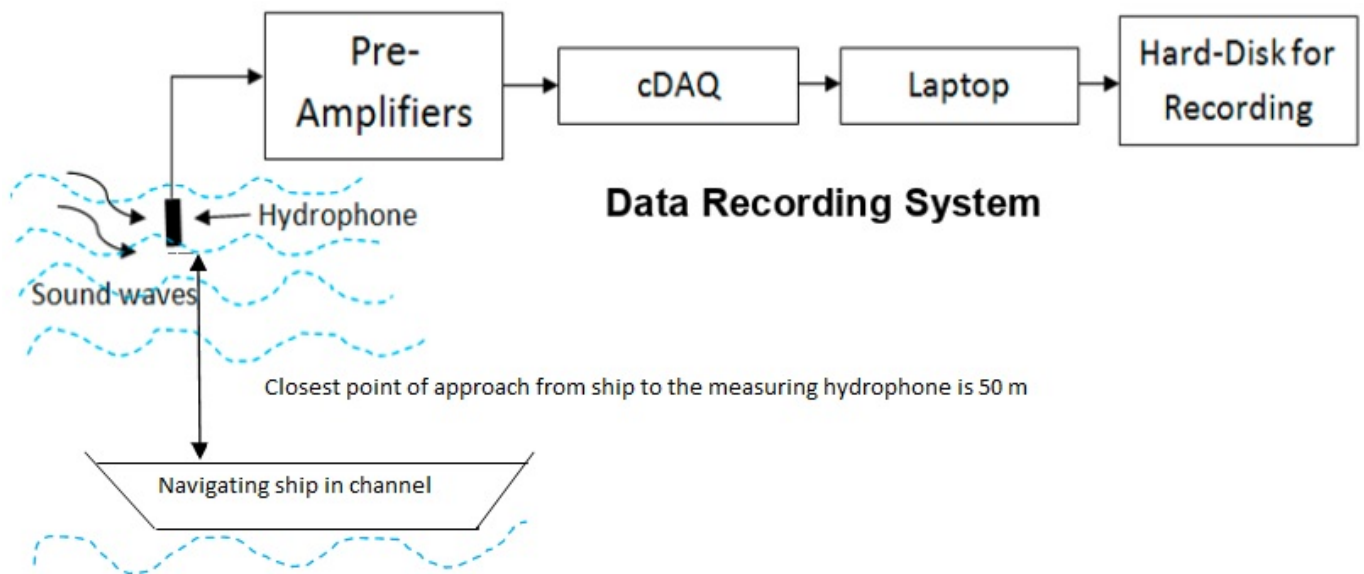 Pre-
Amplifiers
cDAQ
Laptop
Hard-Disk for
Recording
Data Recording System
Hydrophone
Sound waves
Closest point of approach from ship to the measuring hydrophone is 50 m
Navigating ship in channel